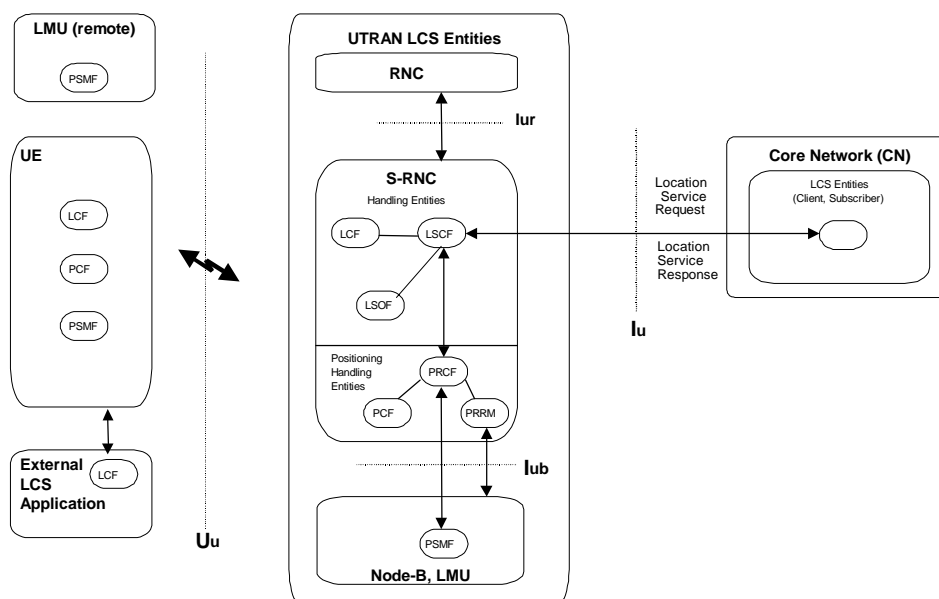 LMU (remote)
PSMF
UE
LCF
PCF
PSMF
External
LCS
Application
LCF
Uu
UTRAN LCS Entities
RNC
Iur
S-RNC
Handling Entities
LCF
LSCF
LSOF
Positioning
Handling
Entities
PRCF
PCF
PRRM
Iub
PSMF
Node-B, LMU
Location
Service
Request
Location
Service
Response
Iu
Core Network (CN)
LCS Entities
(Client, Subscriber)